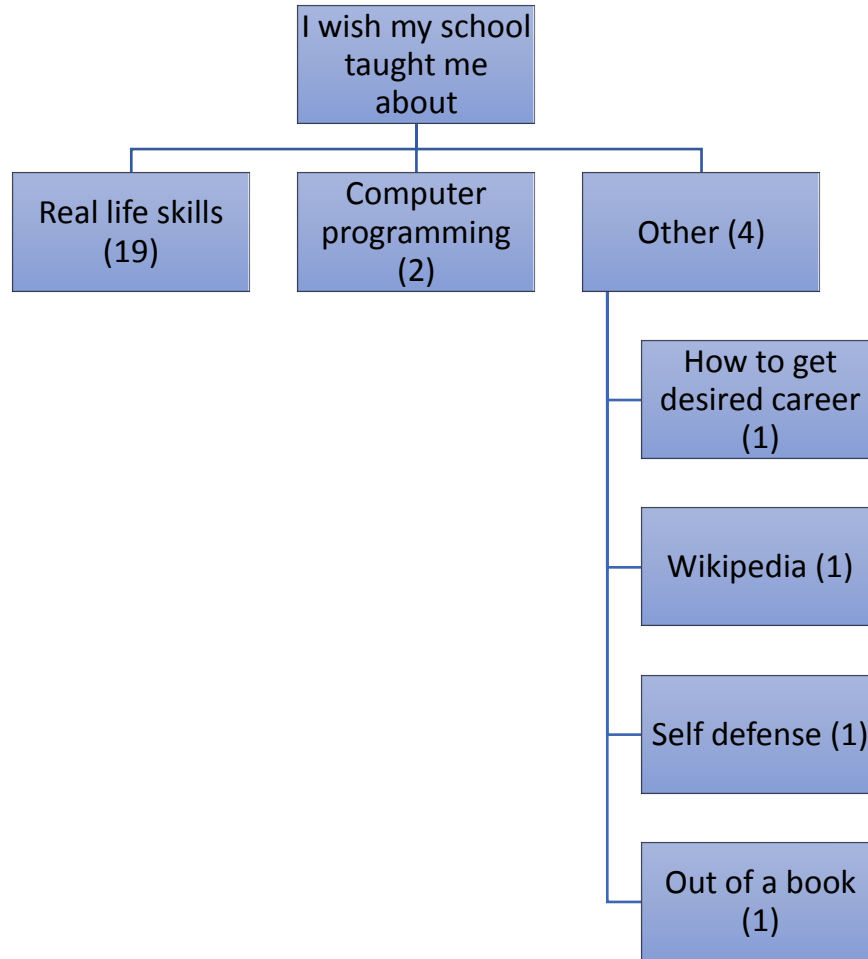 I wish my school
taught me
about
Real life skills
(19)
Computer
programming
(2)
Other (4)
How to get
desired career
(1)
Wikipedia (1)
Self defense (1)
Out of a book
(1)